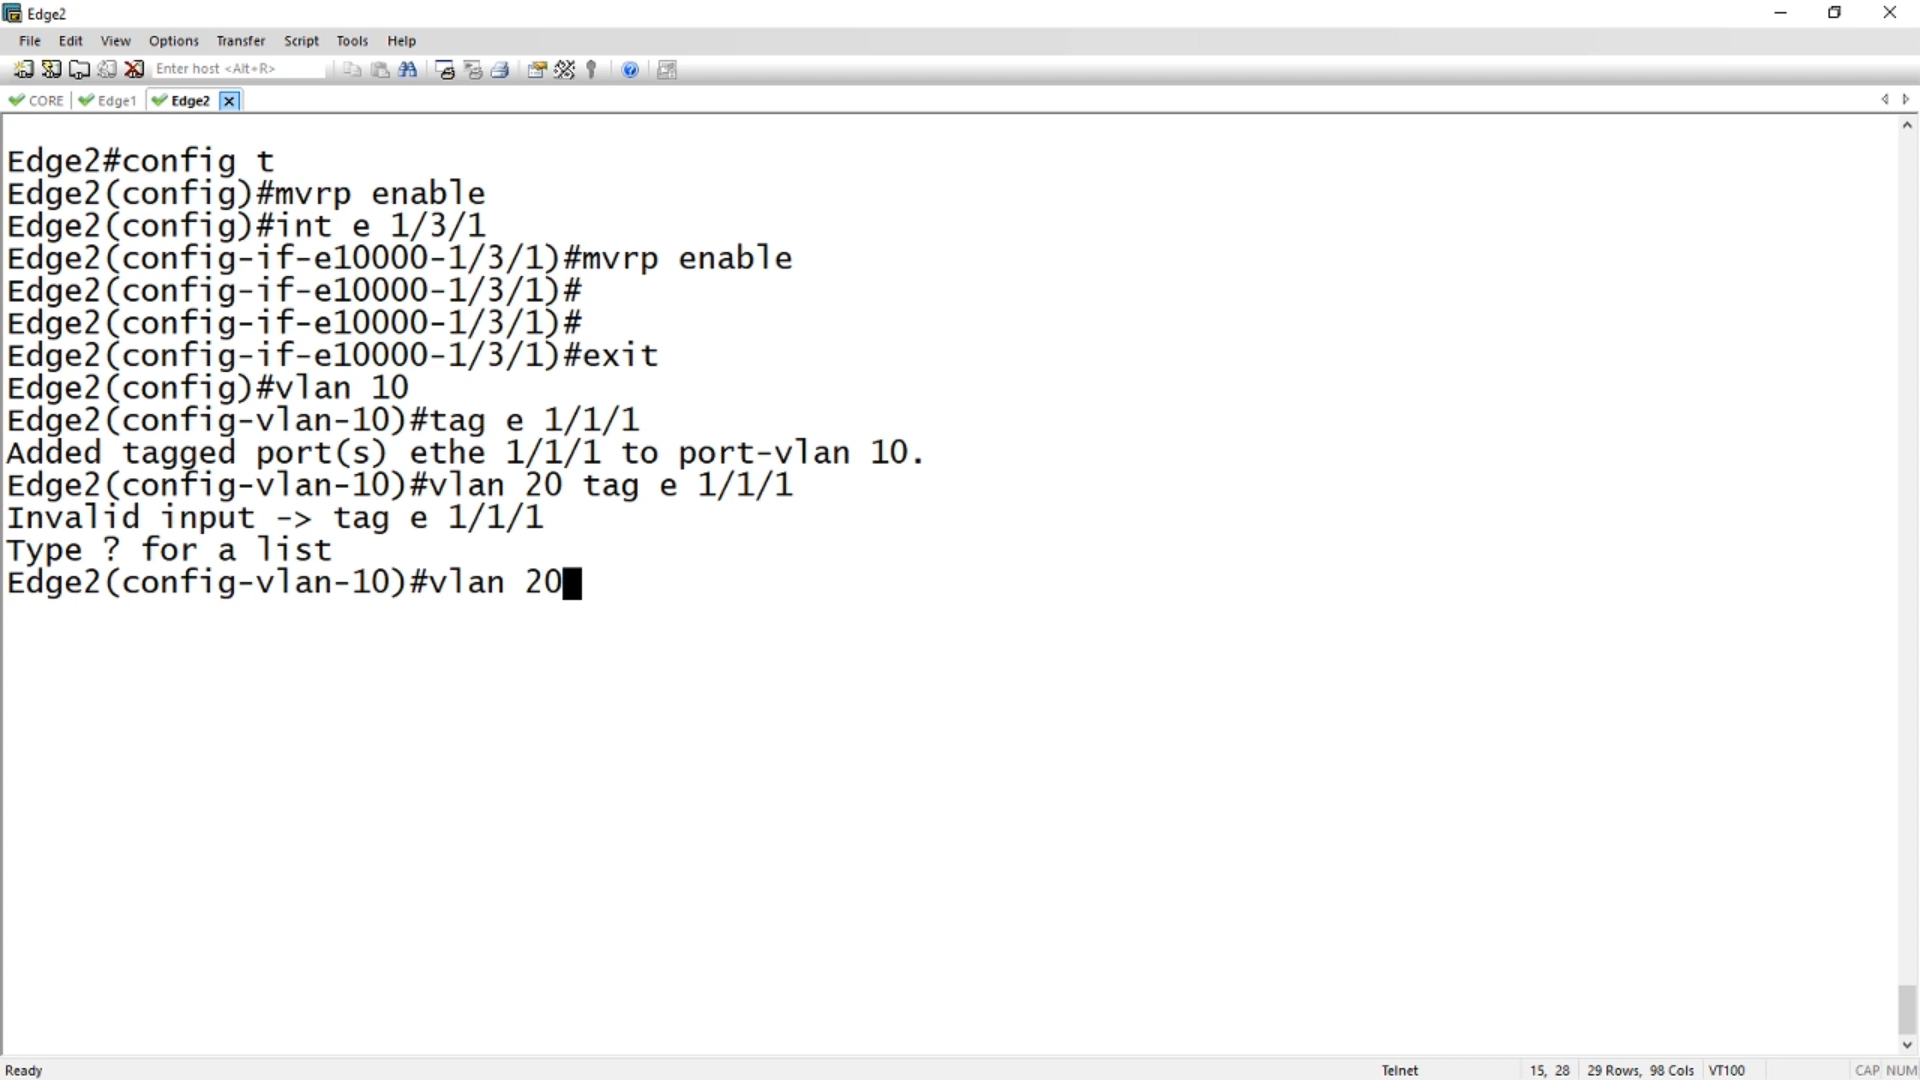 Edge2
File Edit View Options Transfer Script Tools Help
Enter host <Alt+R>
CORE Edge1 Edge2
Edge2#config t
Edge2(config)#mvrp enable
Edge2(config)#int e 1/3/1
Edge2(config-if-e10000-1/3/1)#mvrp enable
Edge2(config-if-e10000-1/3/1)#
Edge2(config-if-e10000-1/3/1)#
Edge2(config-if-e10000-1/3/1)#exit
Edge2(config)#vlan 10
Edge2(config-vlan-10)#tag e 1/1/1
Added tagged port(s) ethe 1/1/1 to port-vlan 10.
Edge2(config-vlan-10)#vlan 20 tag e 1/1/1
Invalid input -> tag e 1/1/1
Type ? for a list
Edge2(config-vlan-10)#vlan 20
Ready Telnet 15, 28 29 Rows, 98 Cols VT100 CAP NUM